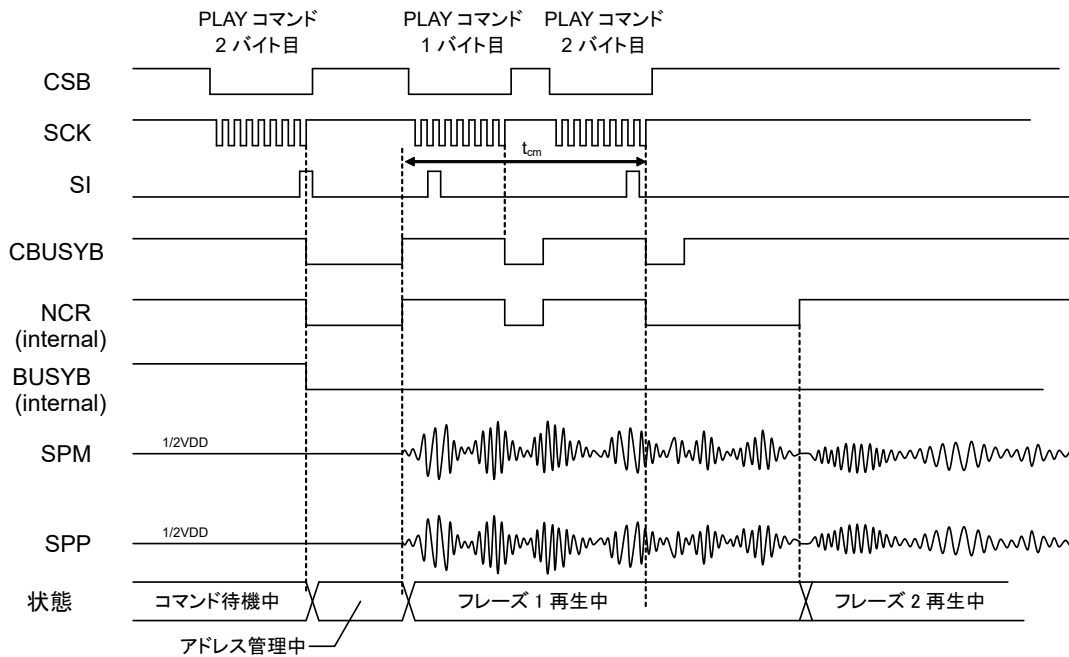 PLAY コマンド
2 バイト目
PLAY コマンド
1 バイト目
PLAY コマンド
2 バイト目
CSB
SCK
tcm
SI
CBUSYB
NCR
(internal)
BUSYB
(internal)
SPM
1/2VDD
SPP
1/2VDD
状態
コマンド待機中
フレーズ 1 再生中
フレーズ 2 再生中
アドレス管理中